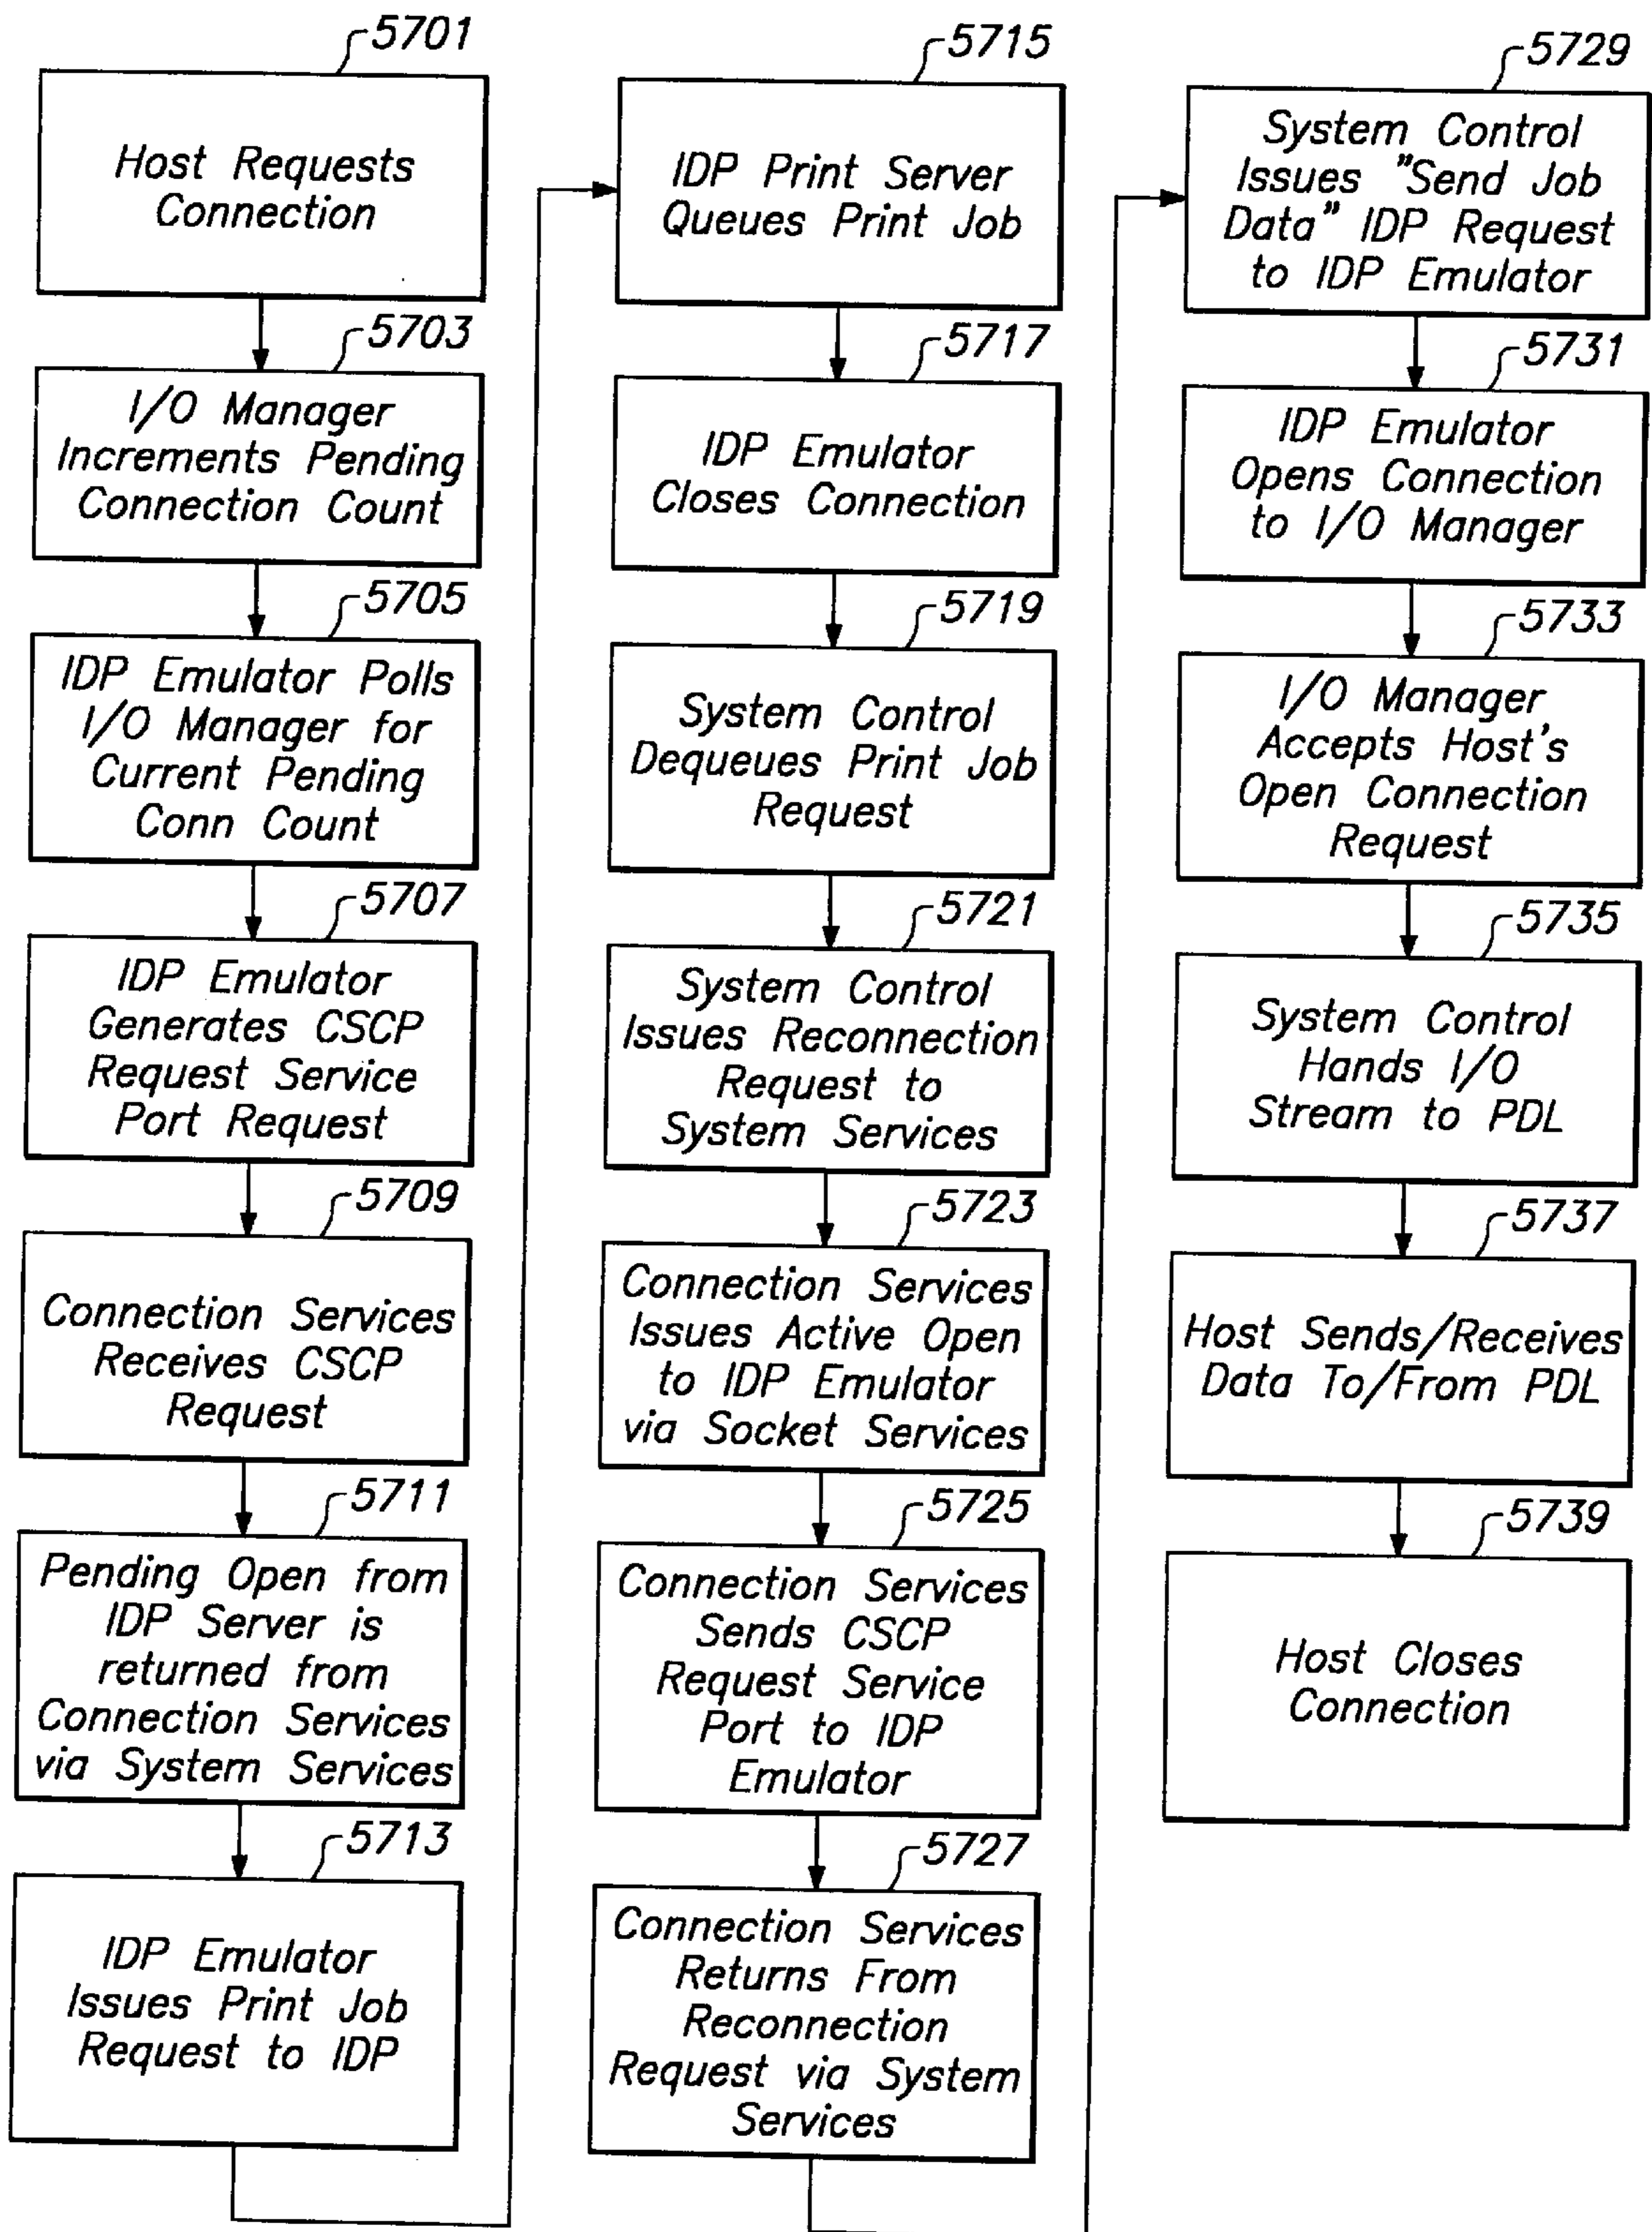 5701
Host Requests
Connection
5703
I/O Manager
Increments Pending
Connection Count
5705
IDP Emulator Polls
I/O Manager for
Current Pending
Conn Count
5707
IDP Emulator
Generates CSCP
Request Service
Port Request
5709
Connection Services
Receives CSCP
Request
5711
Pending Open from
IDP Server is
returned from
Connection Services
via System Services
5713
IDP Emulator
Issues Print Job
Request to IDP
5715
IDP Print Server
Queues Print Job
5717
IDP Emulator
Closes Connection
5719
System Control
Dequeues Print Job
Request
5721
System Control
Issues Reconnection
Request to
System Services
5723
Connection Services
Issues Active Open
to IDP Emulator
via Socket Services
5725
Connection Services
Sends CSCP
Request Service
Port to IDP
Emulator
5727
Connection Services
Returns From
Reconnection
Request via System
Services
5729
System Control
Issues "Send Job
Data" IDP Request
to IDP Emulator
5731
IDP Emulator
Opens Connection
to I/O Manager
5733
I/O Manager
Accepts Host's
Open Connection
Request
5735
System Control
Hands I/O
Stream to PDL
5737
Host Sends/Receives
Data To/From PDL
5739
Host Closes
Connection